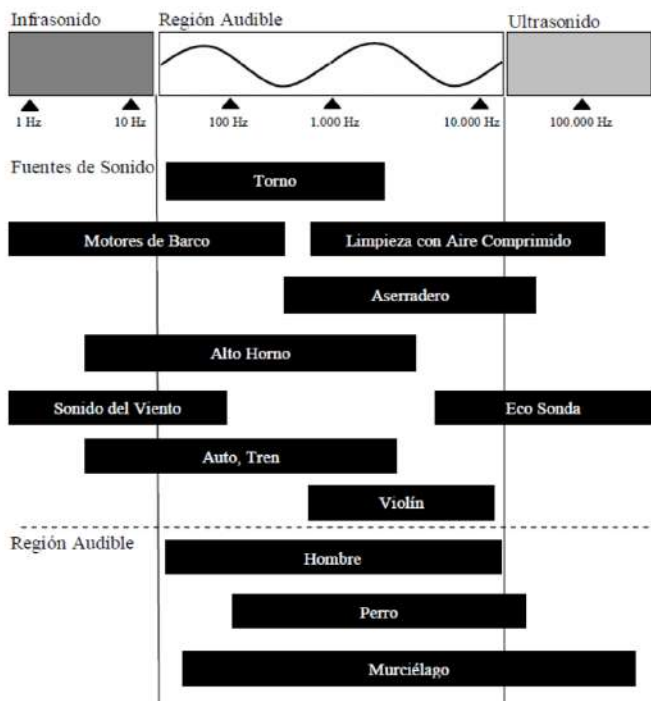 Infrasonido Región Audible Ultrasonido
1 Hz 10 Hz 100 Hz 1.000 Hz 10.000 Hz 100.000 Hz
Fuentes de Sonido
Torno
Motores de Barco Limpieza con Aire Comprimido
Aserradero
Alto Horno
Sonido del Viento Eco Sonda
Auto, Tren
Violín
Región Audible
Hombre
Perro
Murciélago